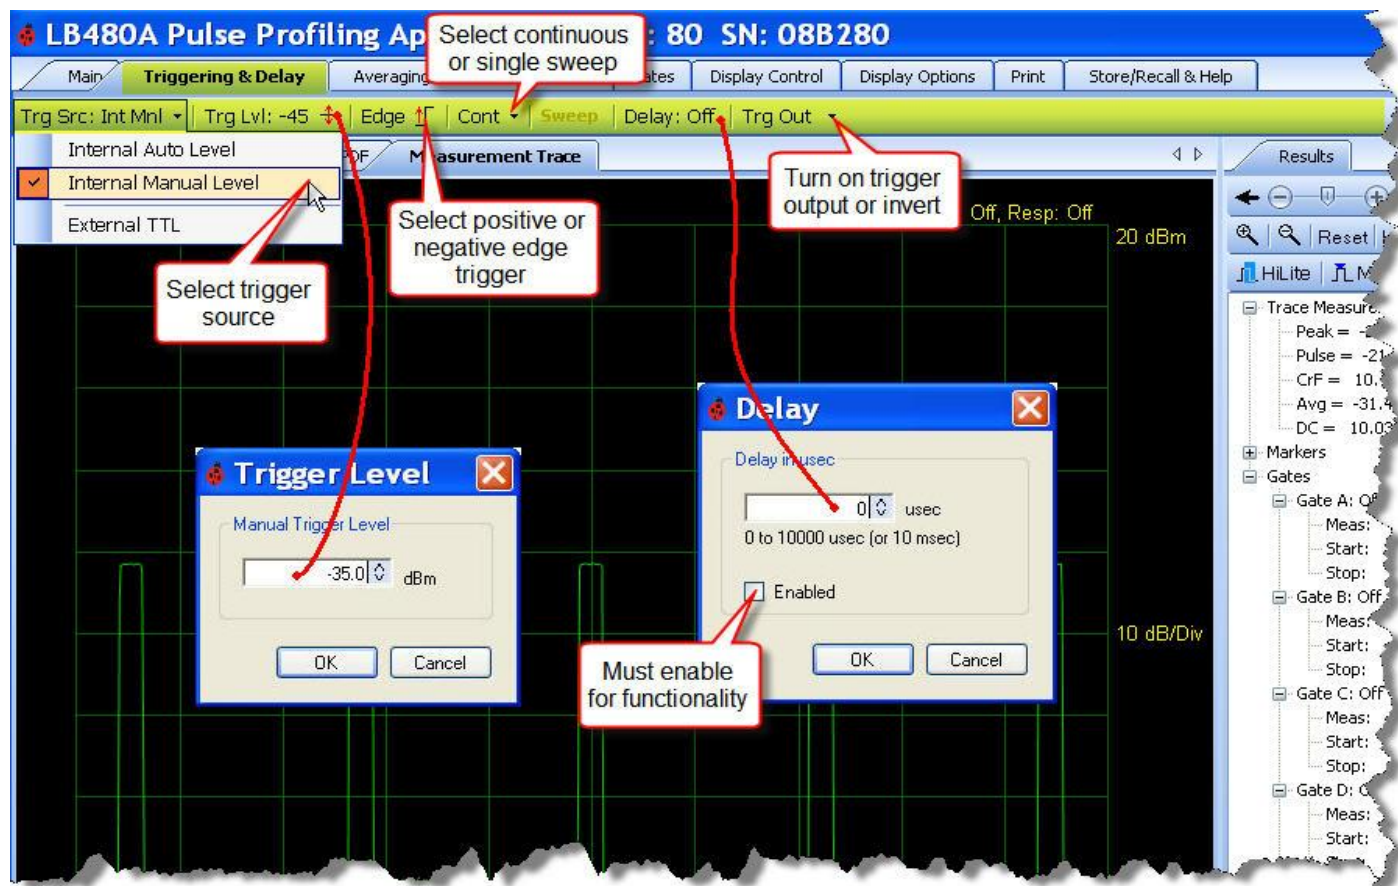 LB480A Pulse Profiling Ap : 80 SN: 08B280
Select continuous
or single sweep
Main Triggering & Delay Averaging Display Control Display Options Print Store/Recall & Help
Trg Src: Int Mnl Trg Lvl: -45 Edge Cont Sweep Delay: Off Trg Out
Internal Auto Level
Internal Manual Level
External TTL
Measurement Trace
Results
Turn on trigger
output or invert
Select positive or
negative edge
trigger
Select trigger
source
Off, Resp: Off
20 dBm
10 dB/Div
Trigger Level
Manual Trigger Level
-35.0 dBm
OK Cancel
Delay
Delay in usec
0 usec
0 to 10000 usec (or 10 msec)
Enabled
OK Cancel
Must enable
for functionality
Reset
HiLite
Trace Measure
Peak = -2
Pulse = -21
CrF = 10.
Avg = -31.4
DC = 10.03
Markers
Gates
Gate A:
Meas:
Start:
Stop:
Gate B: Off
Meas:
Start:
Stop:
Gate C: Off
Meas:
Start:
Stop:
Gate D:
Meas:
Start: